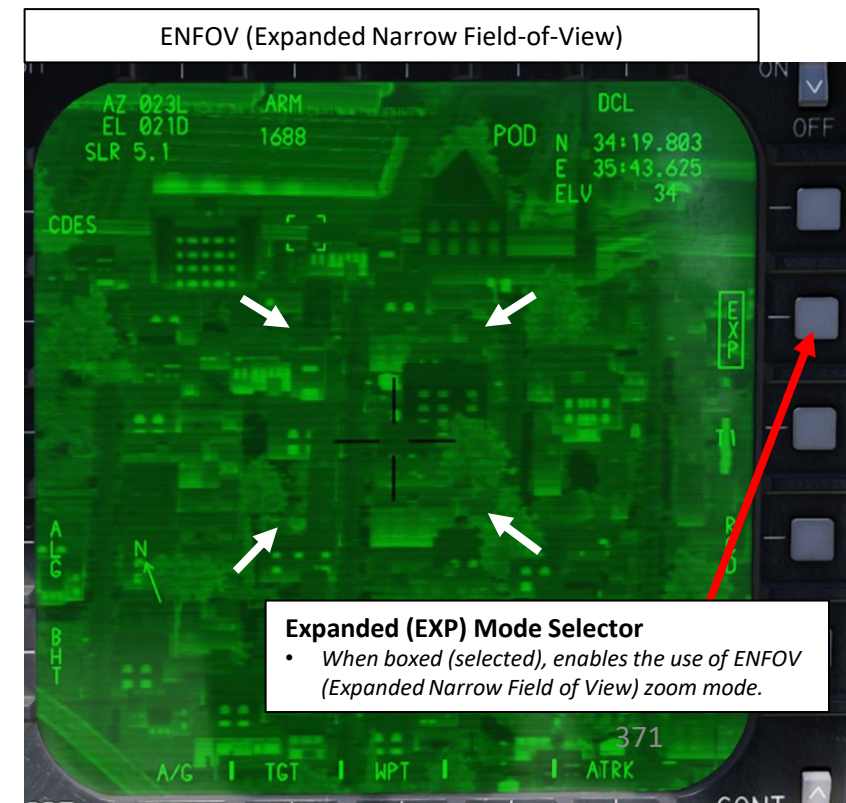 ENFOV (Expanded Narrow Field-of-View)
ON
OFF
AZ 023L
EL 021D
SLR 5.1
ARM
1688
POD
DCL
N 34:19.803
E 35:43.625
ELV 34
CDES
EXP
ALG
N
BHT
Expanded (EXP) Mode Selector
• When boxed (selected), enables the use of ENFOV
(Expanded Narrow Field of View) zoom mode.
371
A/G
TGT
WPT
ATRK